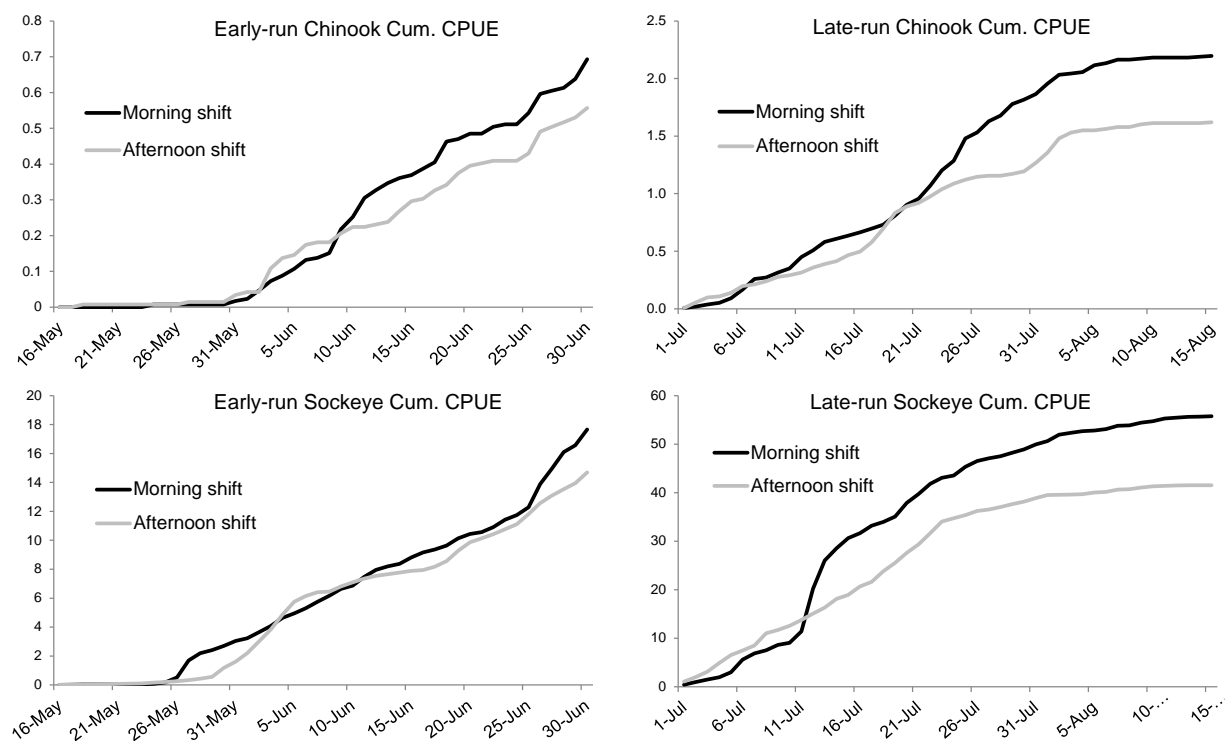 Early-run Chinook Cum. CPUE
0.8
0.7
0.6
0.5
0.4
0.3
0.2
0.1
0
Morning shift
Afternoon shift
16-May
21-May
26-May
31-May
5-Jun
10-Jun
15-Jun
20-Jun
25-Jun
30-Jun
Late-run Chinook Cum. CPUE
2.5
2.0
1.5
1.0
0.5
0.0
Morning shift
Afternoon shift
1-Jul
6-Jul
11-Jul
16-Jul
21-Jul
26-Jul
31-Jul
5-Aug
10-Aug
15-Aug
Early-run Sockeye Cum. CPUE
20
18
16
14
12
10
8
6
4
2
0
Morning shift
Afternoon shift
16-May
21-May
26-May
31-May
5-Jun
10-Jun
15-Jun
20-Jun
25-Jun
30-Jun
Late-run Sockeye Cum. CPUE
60
50
40
30
20
10
0
Morning shift
Afternoon shift
1-Jul
6-Jul
11-Jul
16-Jul
21-Jul
26-Jul
31-Jul
5-Aug
10-...
15-...